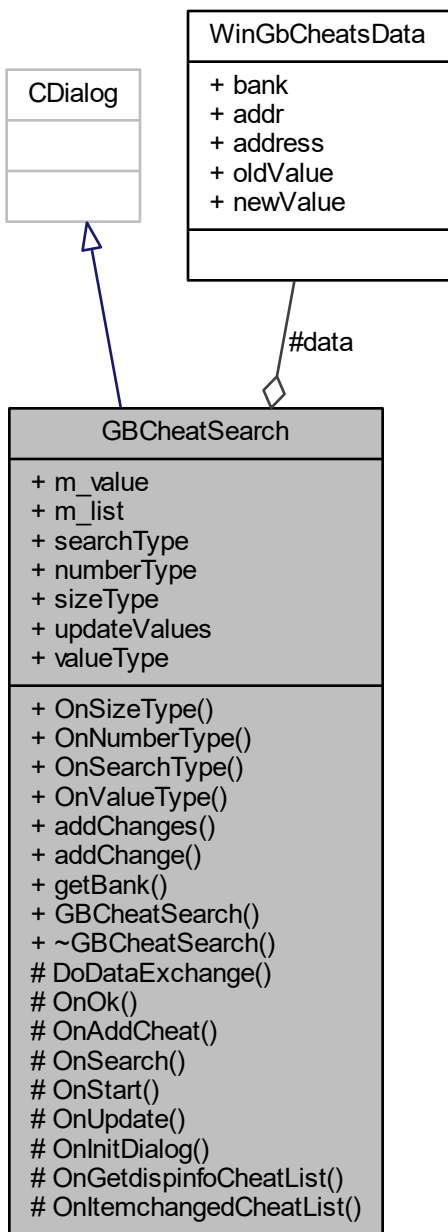 WinGbCheatsData
+ bank
+ addr
+ address
+ oldValue
+ newValue
CDialog
#data
GBCheatSearch
+ m_value
+ m_list
+ searchType
+ numberType
+ sizeType
+ updateValues
+ valueType
+ OnSizeType()
+ OnNumberType()
+ OnSearchType()
+ OnValueType()
+ addChanges()
+ addChange()
+ getBank()
+ GBCheatSearch()
+ ~GBCheatSearch()
# DoDataExchange()
# OnOk()
# OnAddCheat()
# OnSearch()
# OnStart()
# OnUpdate()
# OnInitDialog()
# OnGetdispinfoCheatList()
# OnItemchangedCheatList()